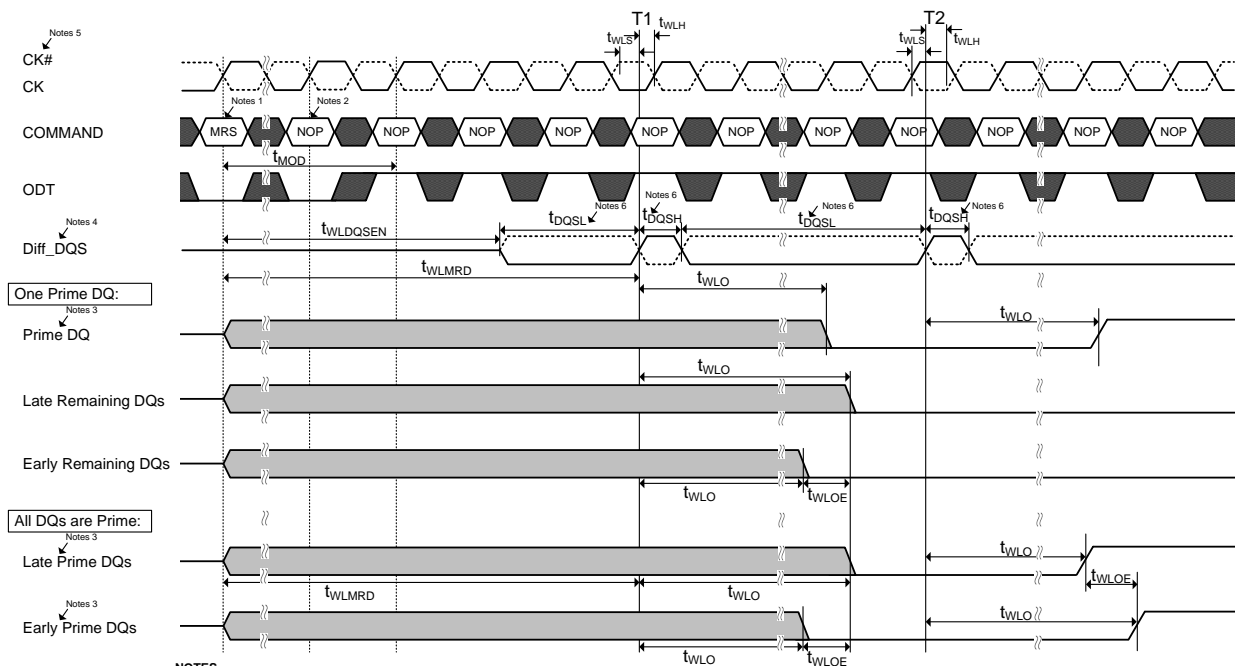 T1 T2
Notes 5
tWLS tWLH tWLS tWLH
CK#
CK
Notes 1 Notes 2
COMMAND MRS NOP NOP NOP NOP NOP NOP NOP NOP NOP NOP NOP
tMOD
ODT
Notes 4 Notes 6 Notes 6 Notes 6 Notes 6
tDQSL tDQSH tDQSL tDQSH
Diff_DQS tWLDQSEN
tWLMRD
tWLO
One Prime DQ:
Notes 3
Prime DQ tWLO
tWLO
Late Remaining DQs
Early Remaining DQs
tWLO tWLOE
All DQs are Prime:
Notes 3
Late Prime DQs tWLO
tWLOE
tWLMRD tWLO
Notes 3
Early Prime DQs tWLO
tWLO tWLOE
NOTES